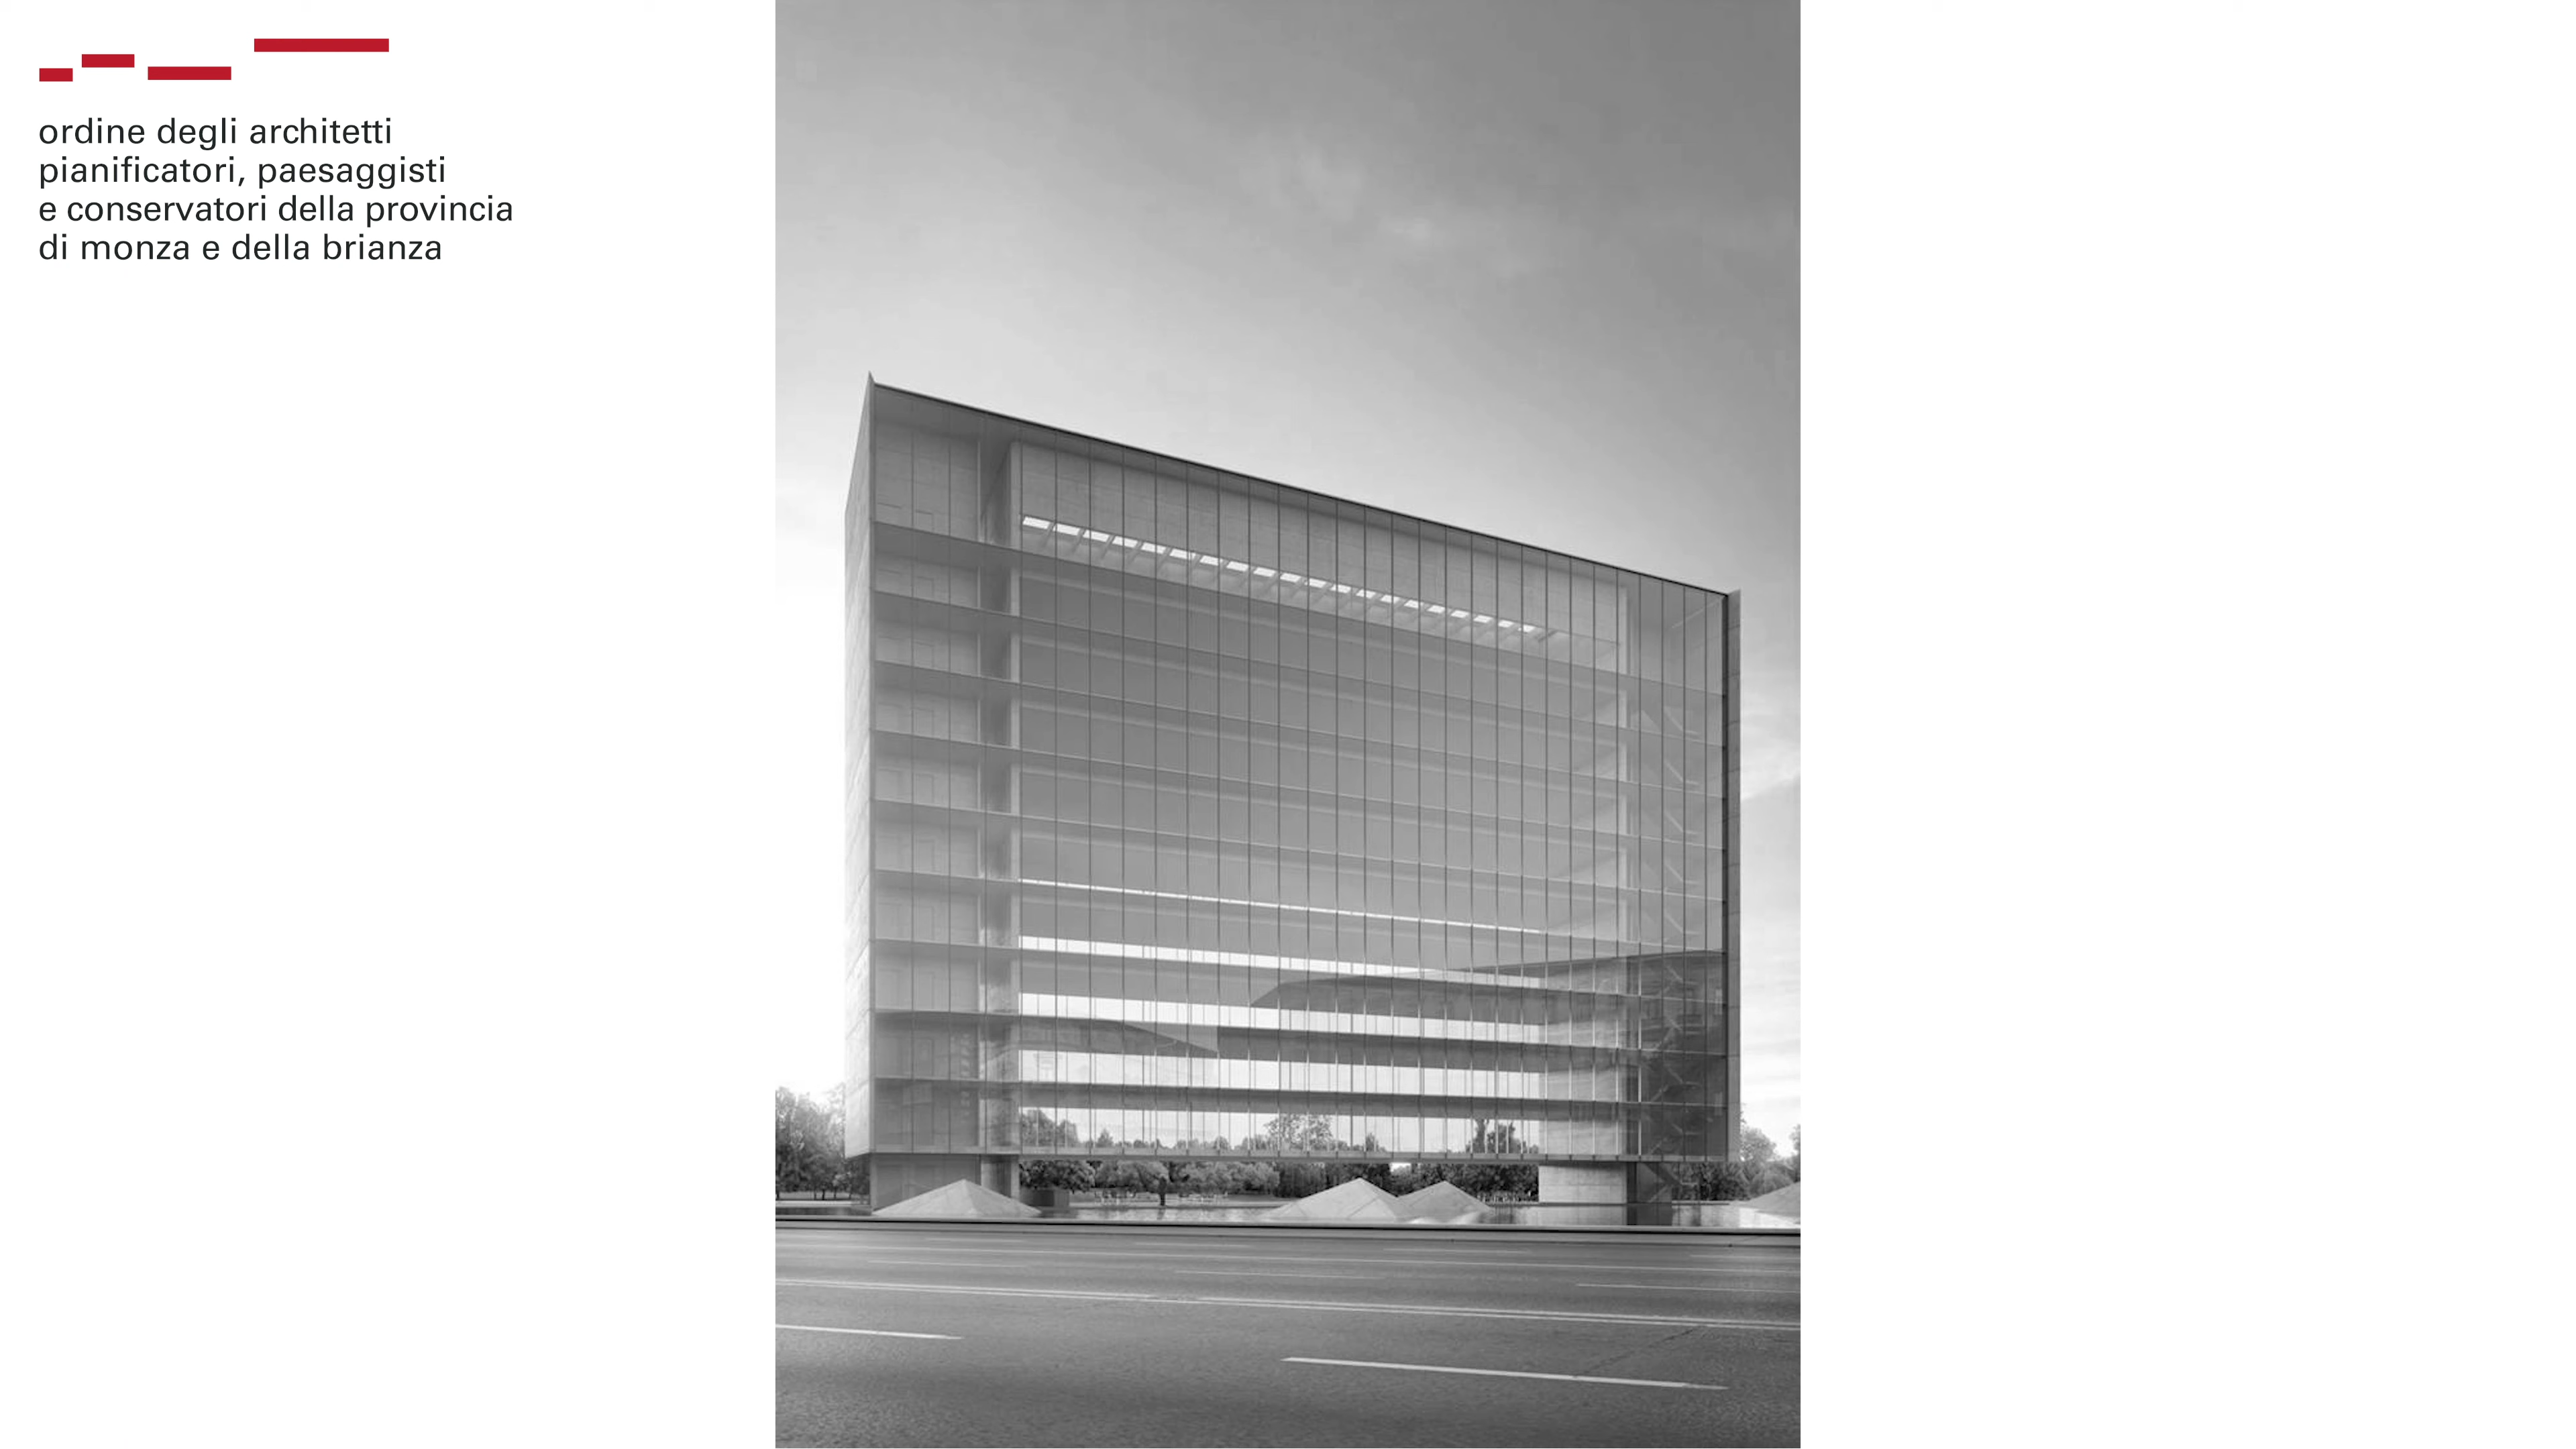 ordine degli architetti
pianificatori, paesaggisti
e conservatori della provincia
di monza e della brianza